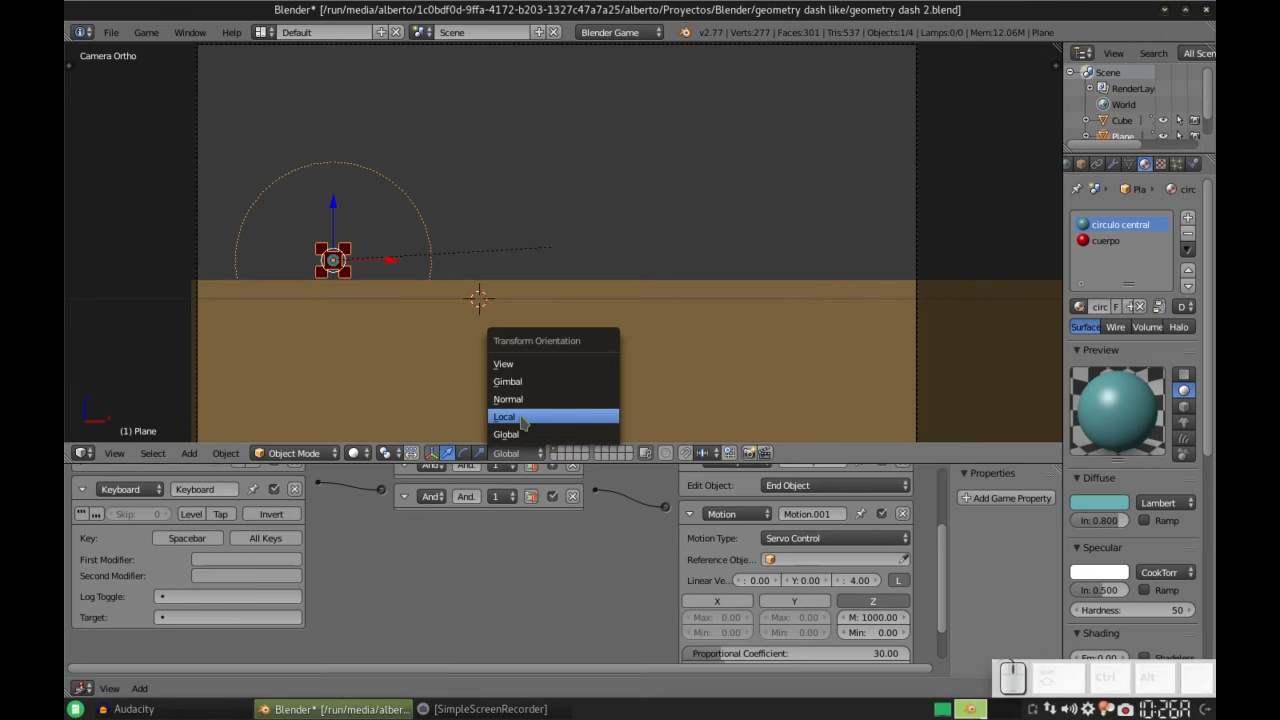 Blender* [/run/media/alberto/1c0bdf0d-9ffa-4172-b203-1327c47a7a25/alberto/Proyectos/Blender/geometry dash like/geometry dash 2.blend]
File Game Window Help Default Scene Blender Game v2.77 | Verts:277 | Faces:301 | Tris:537 | Objects:1/4 | Lamps:0/0 | Mem:12.06M | Plane
Camera Ortho
View Search All Scen
Scene
RenderLay
World
Cube
Plane
Pla circ
circulo central
cuerpo
circ F D
Surface Wire Volume Halo
Preview
Diffuse
Lambert
In: 0.800 Ramp
Specular
CookTorr
In: 0.500 Ramp
Hardness: 50
Shading
Transform Orientation
View
Gimbal
Normal
Local
Global
(1) Plane
View Select Add Object Object Mode Global
Keyboard Keyboard
Skip: 0 Level Tap Invert
Key: Spacebar All Keys
First Modifier:
Second Modifier:
Log Toggle:
Target:
And And. 1
Edit Object: End Object
Motion Motion.001
Motion Type: Servo Control
Reference Obje...
Linear Ve... : 0.00 Y: 0.00 : 4.00 L
X Y Z
Max: 0.00 Max: 0.00 M: 1000.00
Min: 0.00 Min: 0.00 Min: 0.00
Proportional Coefficient: 30.00
Properties
Add Game Property
View Add
Ctrl Alt
Audacity Blender* [/run/media/alber... [SimpleScreenRecorder] 10:26A